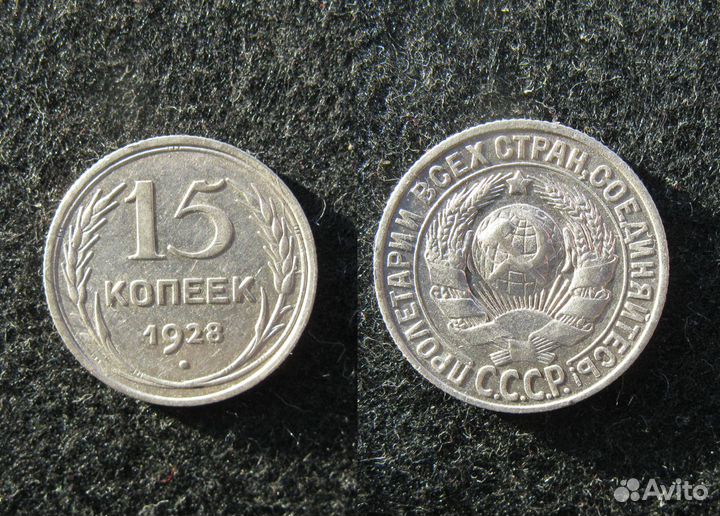 15
КОПЕЕК
1928
ПРОЛЕТАРИИ ВСЕХ СТРАН, СОЕДИНЯЙТЕСЬ!
С.С.С.Р.
Avito